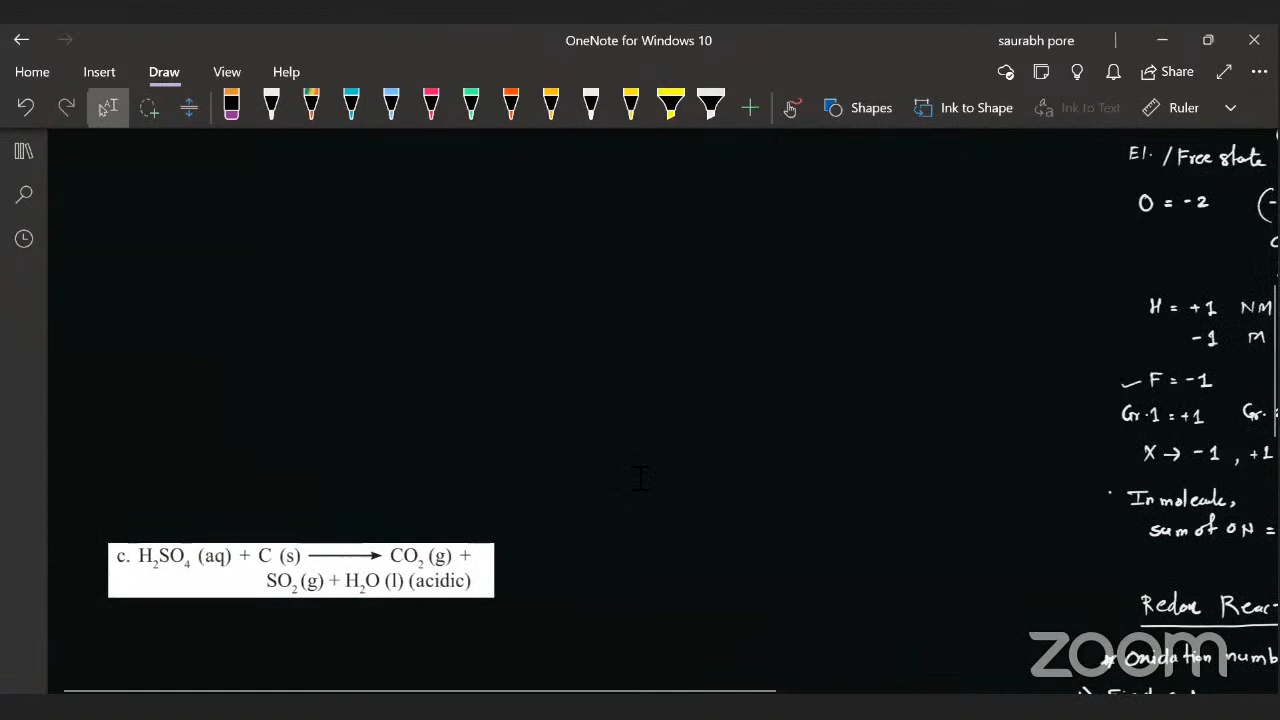 OneNote for Windows 10
saurabh pore
Home Insert Draw View Help
Share
Shapes Ink to Shape Ink to Text Ruler
El. / Free state
O = -2 (-
H = +1 NM
-1 M
F = -1
Gr. 1 = +1 Gr.
X → -1 , +1
In molecule,
sum of ON =
c. H₂SO₄ (aq) + C (s) ⟶ CO₂ (g) +
SO₂ (g) + H₂O (l) (acidic)
Redox Reac
Oxidation numb
zoom